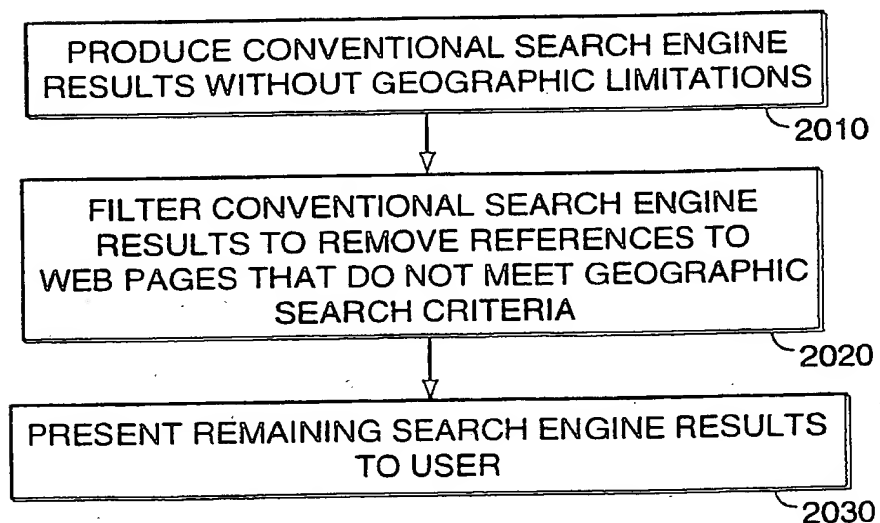 PRODUCE CONVENTIONAL SEARCH ENGINE
RESULTS WITHOUT GEOGRAPHIC LIMITATIONS
2010
FILTER CONVENTIONAL SEARCH ENGINE
RESULTS TO REMOVE REFERENCES TO
WEB PAGES THAT DO NOT MEET GEOGRAPHIC
SEARCH CRITERIA
2020
PRESENT REMAINING SEARCH ENGINE RESULTS
TO USER
2030